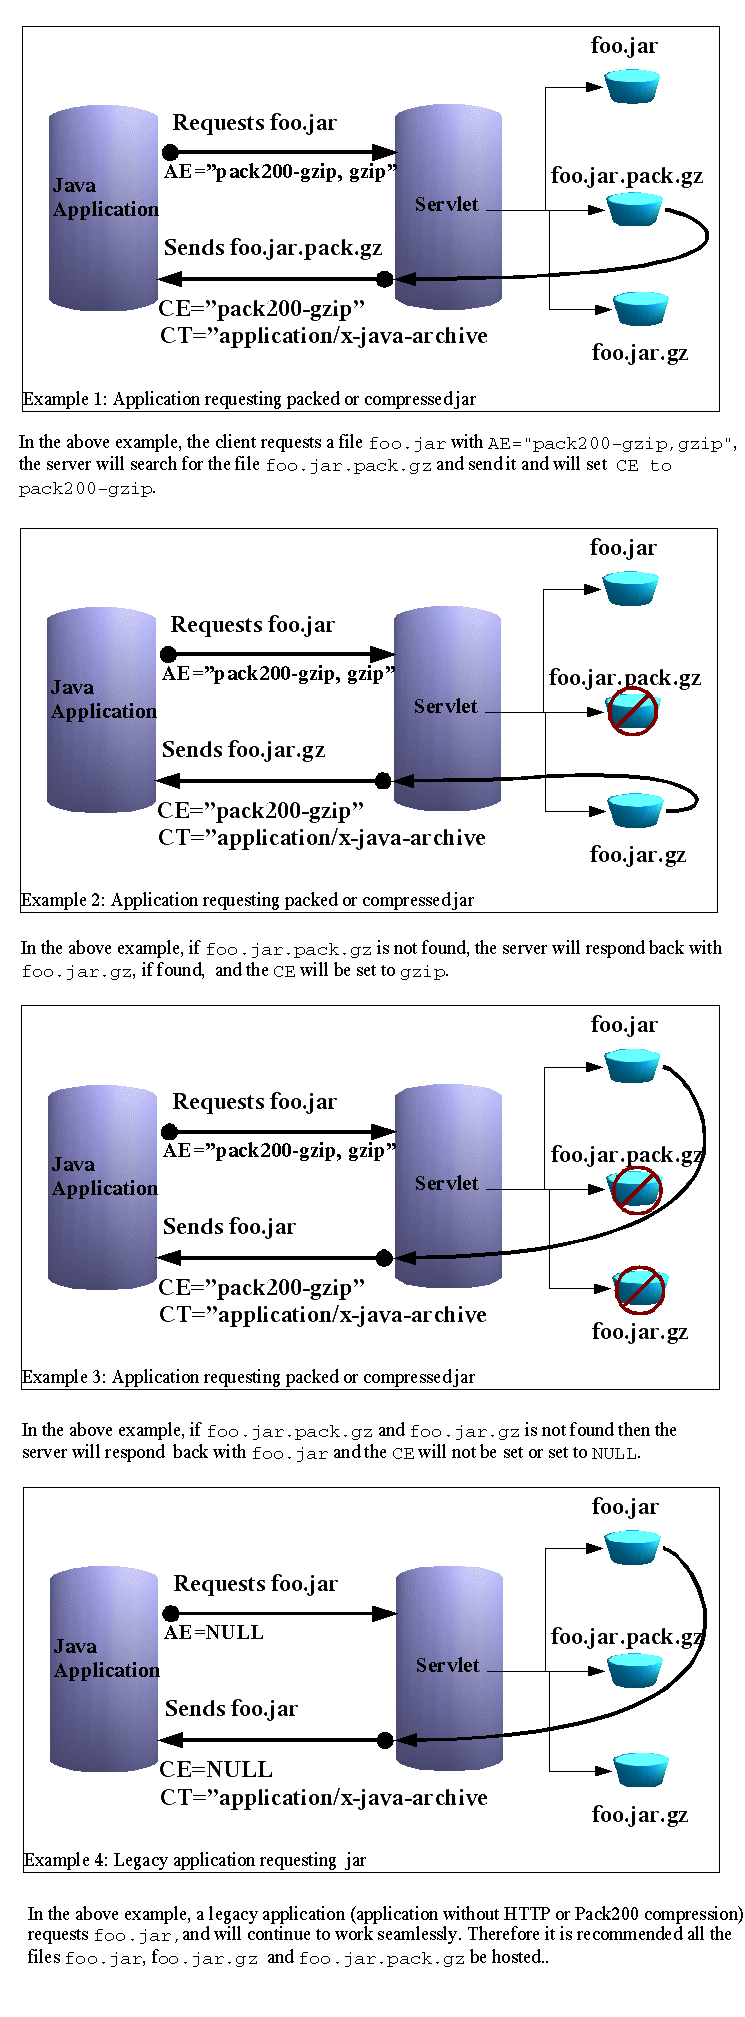 foo.jar
Requests foo.jar
AE=”pack200-gzip, gzip”
foo.jar.pack.gz
Java
Application
Servlet
Sends foo.jar.pack.gz
CE=”pack200-gzip”
CT=”application/x-java-archive
foo.jar.gz
Example 1: Application requesting packed or compressed jar
In the above example, the client requests a file foo.jar with AE="pack200-gzip,gzip",
the server will search for the file foo.jar.pack.gz and send it and will set CE to
pack200-gzip.
foo.jar
Requests foo.jar
AE=”pack200-gzip, gzip”
foo.jar.pack.gz
Java
Application
Servlet
Sends foo.jar.gz
CE=”pack200-gzip”
CT=”application/x-java-archive
foo.jar.gz
Example 2: Application requesting packed or compressed jar
In the above example, if foo.jar.pack.gz is not found, the server will respond back with
foo.jar.gz, if found, and the CE will be set to gzip.
foo.jar
Requests foo.jar
AE=”pack200-gzip, gzip”
foo.jar.pack.gz
Java
Application
Servlet
Sends foo.jar
CE=”pack200-gzip”
CT=”application/x-java-archive
foo.jar.gz
Example 3: Application requesting packed or compressed jar
In the above example, if foo.jar.pack.gz and foo.jar.gz is not found then the
server will respond back with foo.jar and the CE will not be set or set to NULL.
foo.jar
Requests foo.jar
AE=NULL
foo.jar.pack.gz
Java
Application
Servlet
Sends foo.jar
CE=NULL
CT=”application/x-java-archive
foo.jar.gz
Example 4: Legacy application requesting jar
In the above example, a legacy application (application without HTTP or Pack200 compression)
requests foo.jar, and will continue to work seamlessly. Therefore it is recommended all the
files foo.jar, foo.jar.gz and foo.jar.pack.gz be hosted..